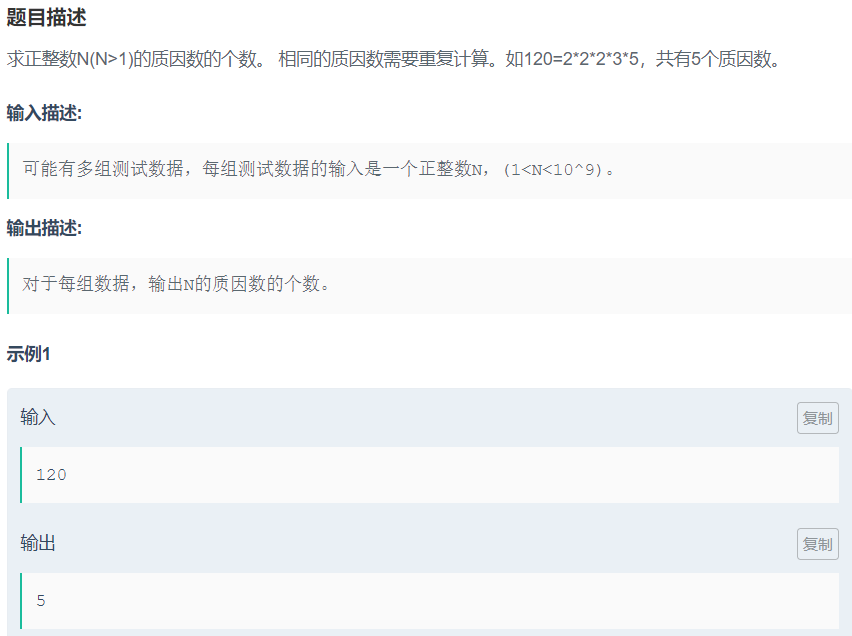 题目描述
求正整数N(N>1)的质因数的个数。 相同的质因数需要重复计算。如120=2*2*2*3*5，共有5个质因数。
输入描述:
可能有多组测试数据，每组测试数据的输入是一个正整数N，(1<N<10^9)。
输出描述:
对于每组数据，输出N的质因数的个数。
示例1
输入
复制
120
输出
复制
5